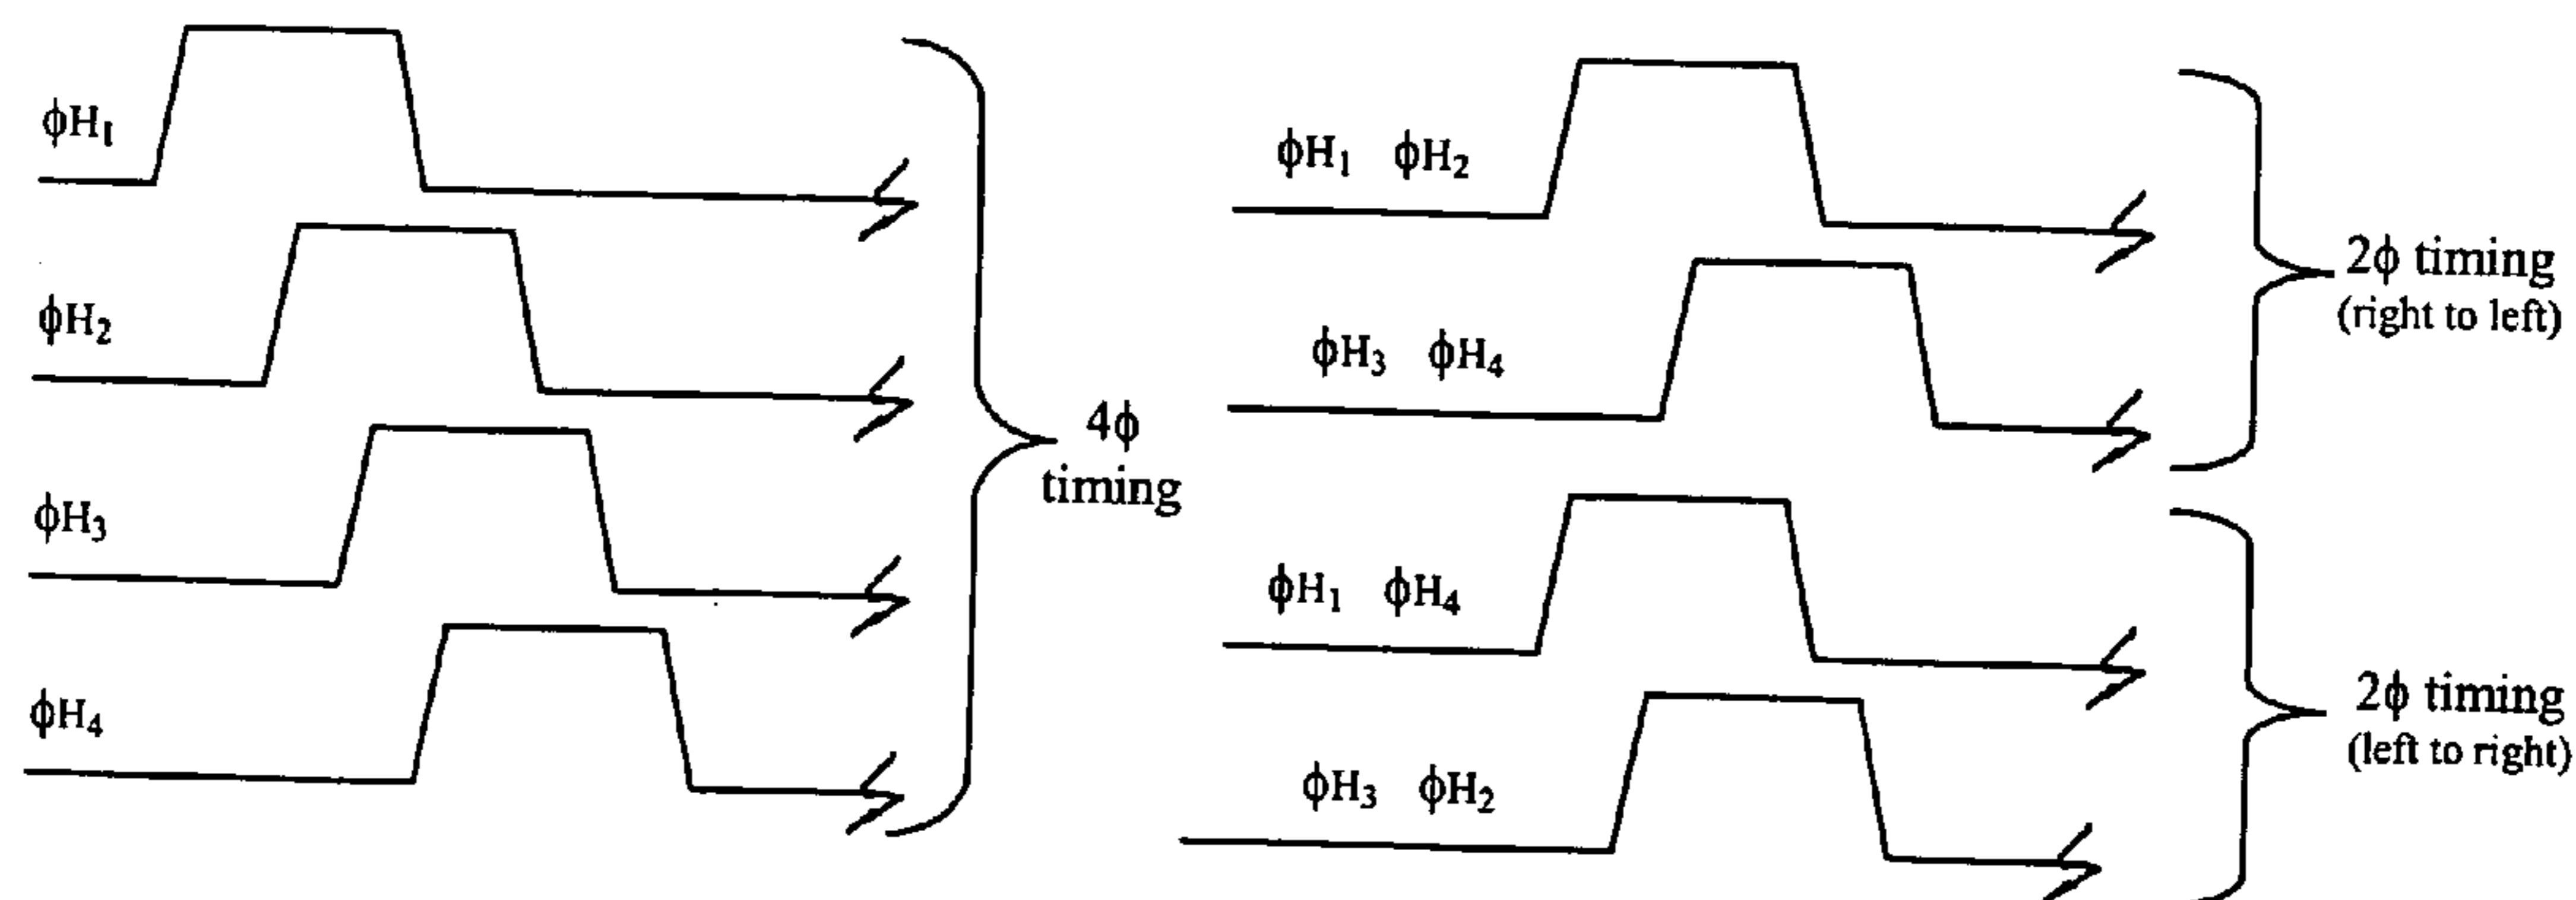 ϕH₁
ϕH₂
ϕH₃
ϕH₄
4ϕ
timing
ϕH₁ ϕH₂
ϕH₃ ϕH₄
2ϕ timing
(right to left)
ϕH₁ ϕH₄
ϕH₃ ϕH₂
2ϕ timing
(left to right)